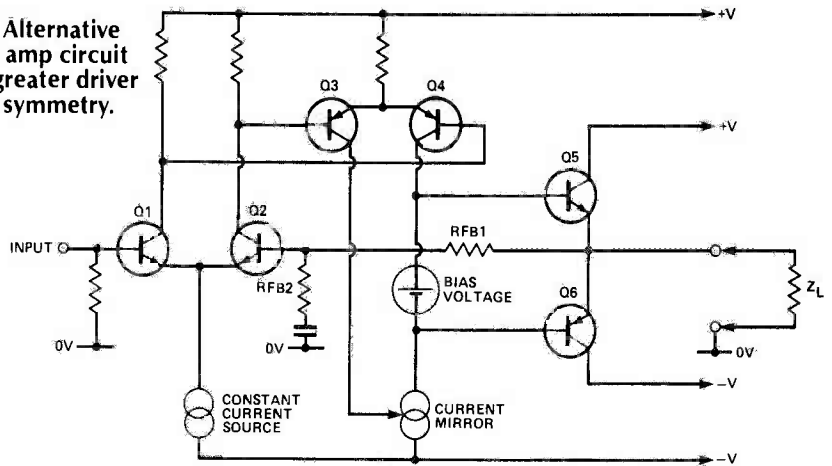 Alternative
amp circuit
greater driver
symmetry.
+V
Q3
Q4
+V
Q5
Q1
Q2
INPUT
RFB1
RFB2
BIAS
VOLTAGE
Q6
ZL
0V
0V
0V
-V
CONSTANT
CURRENT
SOURCE
CURRENT
MIRROR
-V